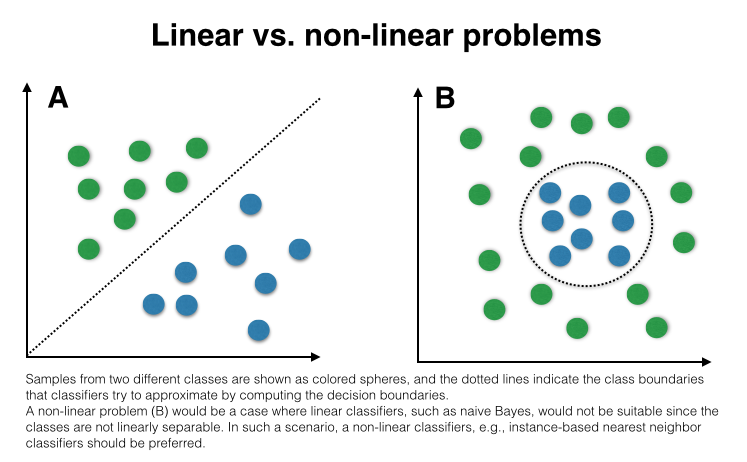 Linear vs. non-linear problems
A
B
Samples from two different classes are shown as colored spheres, and the dotted lines indicate the class boundaries
that classifiers try to approximate by computing the decision boundaries.
A non-linear problem (B) would be a case where linear classifiers, such as naive Bayes, would not be suitable since the
classes are not linearly separable. In such a scenario, a non-linear classifiers, e.g., instance-based nearest neighbor
classifiers should be preferred.